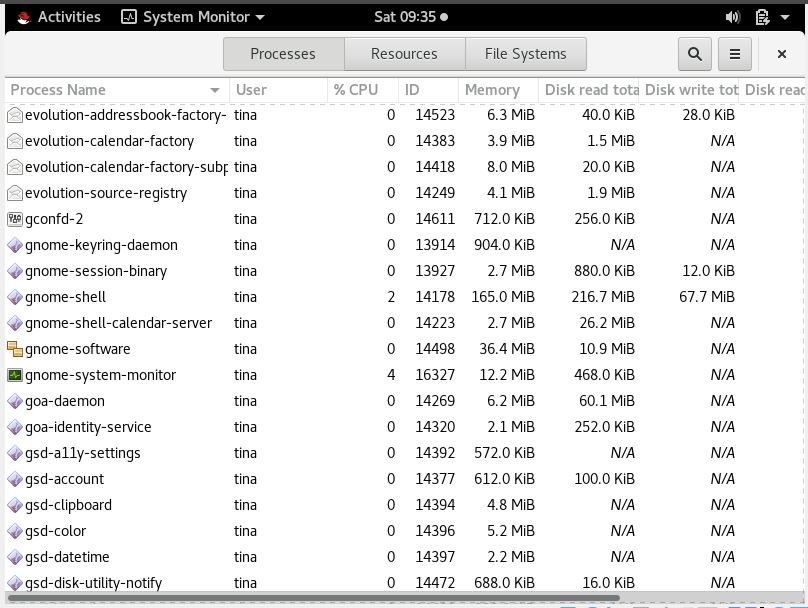 Activities System Monitor Sat 09:35
Processes Resources File Systems
Process Name User % CPU ID Memory Disk read tota Disk write tot Disk read
evolution-addressbook-factory- tina 0 14523 6.3 MiB 40.0 KiB 28.0 KiB
evolution-calendar-factory tina 0 14383 3.9 MiB 1.5 MiB N/A
evolution-calendar-factory-subp tina 0 14418 8.0 MiB 20.0 KiB N/A
evolution-source-registry tina 0 14249 4.1 MiB 1.9 MiB N/A
gconfd-2 tina 0 14611 712.0 KiB 256.0 KiB N/A
gnome-keyring-daemon tina 0 13914 904.0 KiB N/A N/A
gnome-session-binary tina 0 13927 2.7 MiB 880.0 KiB 12.0 KiB
gnome-shell tina 2 14178 165.0 MiB 216.7 MiB 67.7 MiB
gnome-shell-calendar-server tina 0 14223 2.7 MiB 26.2 MiB N/A
gnome-software tina 0 14498 36.4 MiB 10.9 MiB N/A
gnome-system-monitor tina 4 16327 12.2 MiB 468.0 KiB N/A
goa-daemon tina 0 14269 6.2 MiB 60.1 MiB N/A
goa-identity-service tina 0 14320 2.1 MiB 252.0 KiB N/A
gsd-a11y-settings tina 0 14392 572.0 KiB N/A N/A
gsd-account tina 0 14377 612.0 KiB 100.0 KiB N/A
gsd-clipboard tina 0 14394 4.8 MiB N/A N/A
gsd-color tina 0 14396 5.2 MiB N/A N/A
gsd-datetime tina 0 14397 2.2 MiB N/A N/A
gsd-disk-utility-notify tina 0 14472 688.0 KiB 16.0 KiB N/A